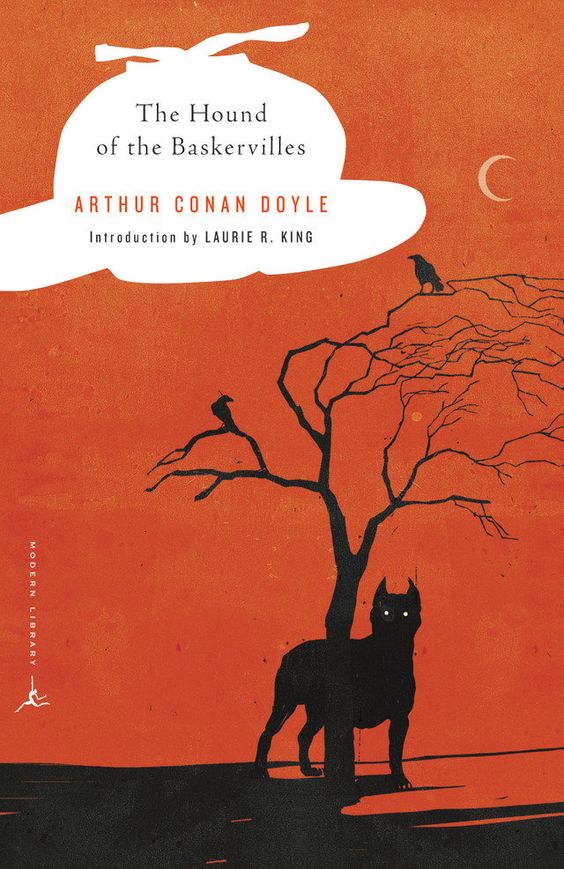 The Hound
of the Baskervilles
ARTHUR CONAN DOYLE
Introduction by LAURIE R. KING
MODERN LIBRARY